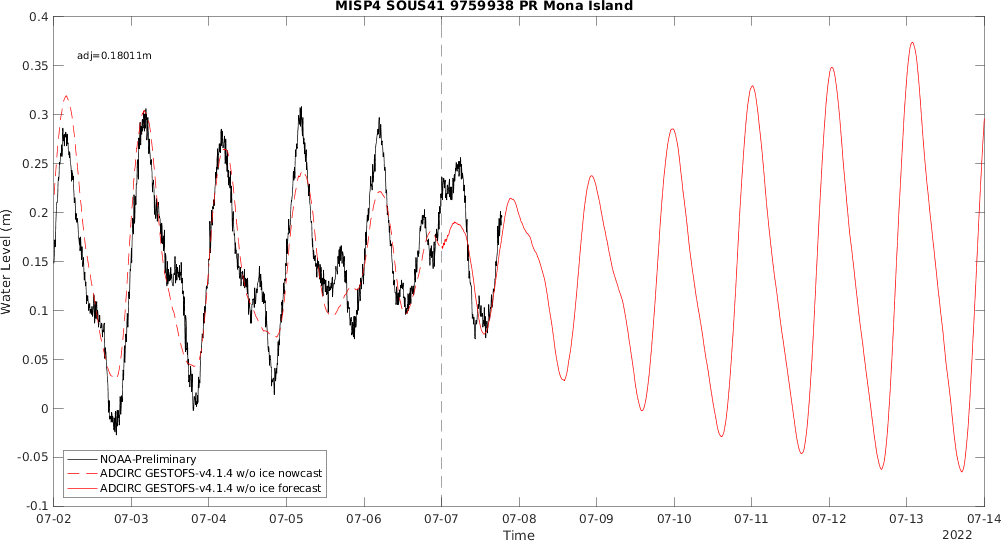 MISP4 SOUS41 9759938 PR Mona Island
adj=0.18011m
Water Level (m)
0.4
0.35
0.3
0.25
0.2
0.15
0.1
0.05
0
-0.05
-0.1
NOAA-Preliminary
ADCIRC GESTOFS-v4.1.4 w/o ice nowcast
ADCIRC GESTOFS-v4.1.4 w/o ice forecast
07-02 07-03 07-04 07-05 07-06 07-07 07-08 07-09 07-10 07-11 07-12 07-13 07-14
Time
2022